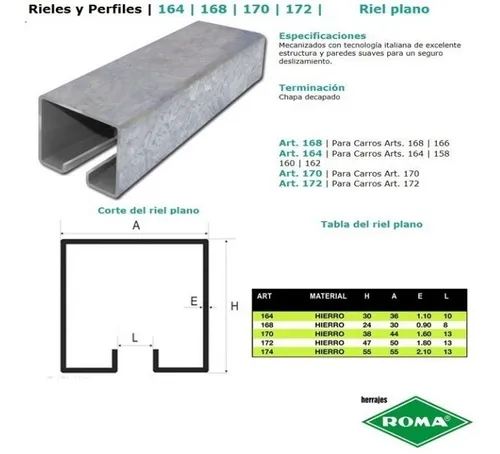 Rieles y Perfiles | 164 | 168 | 170 | 172 | Riel plano
Especificaciones
Mecanizados con tecnología italiana de excelente
estructura y paredes suaves para un seguro
deslizamiento.
Terminación
Chapa decapado
Art. 168 | Para Carros Arts. 168 | 166
Art. 164 | Para Carros Art. 164 | 158
160 | 162
Art. 170 | Para Carros Art. 170
Art. 172 | Para Carros Art. 172
Corte del riel plano
A
E
H
L
Tabla del riel plano
ART MATERIAL H A E L
164 HIERRO 30 36 1.10 10
168 HIERRO 24 30 0.90 8
170 HIERRO 38 44 1.60 13
172 HIERRO 47 50 1.80 13
174 HIERRO 55 55 2.10 13
herrajes
ROMA®